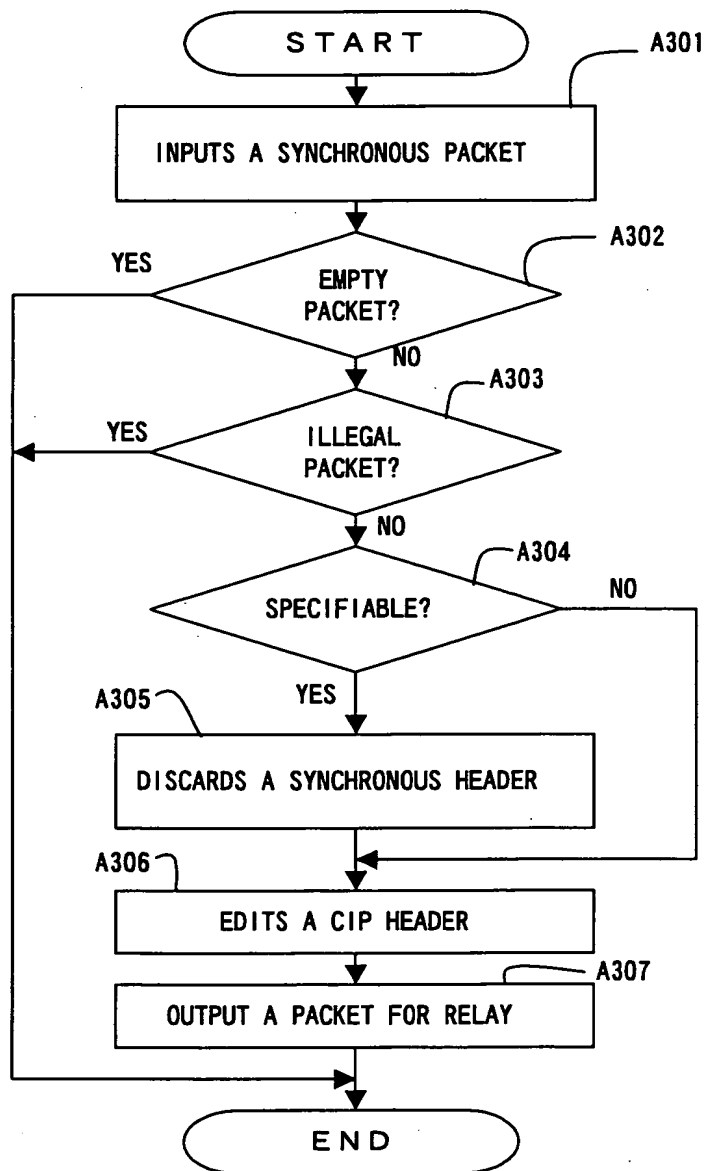 START
A301
INPUTS A SYNCHRONOUS PACKET
A302
YES
EMPTY
PACKET?
NO
A303
YES
ILLEGAL
PACKET?
NO
A304
SPECIFIABLE?
NO
YES
A305
DISCARDS A SYNCHRONOUS HEADER
A306
EDITS A CIP HEADER
A307
OUTPUT A PACKET FOR RELAY
END